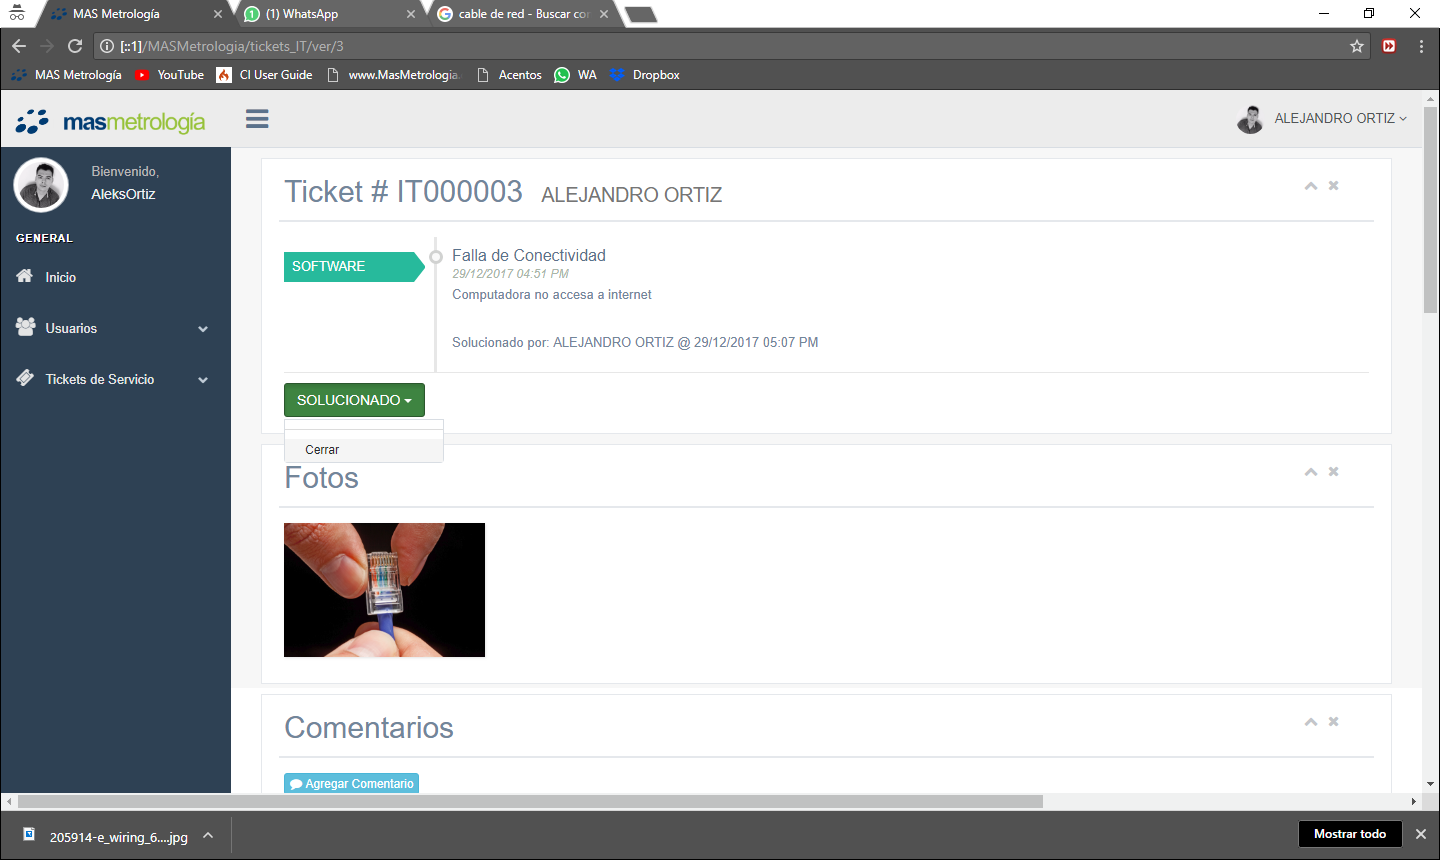 MAS Metrología
(1) WhatsApp
cable de red - Buscar co
[::1]/MASMetrologia/tickets_IT/ver/3
MAS Metrología YouTube CI User Guide www.MasMetrologia. Acentos WA Dropbox
masmetrología
ALEJANDRO ORTIZ
Bienvenido,
AleksOrtiz
GENERAL
Inicio
Usuarios
Tickets de Servicio
Ticket # IT000003 ALEJANDRO ORTIZ
SOFTWARE
Falla de Conectividad
29/12/2017 04:51 PM
Computadora no accesa a internet
Solucionado por: ALEJANDRO ORTIZ @ 29/12/2017 05:07 PM
SOLUCIONADO
Cerrar
Fotos
Comentarios
Agregar Comentario
205914-e_wiring_6....jpg
Mostrar todo